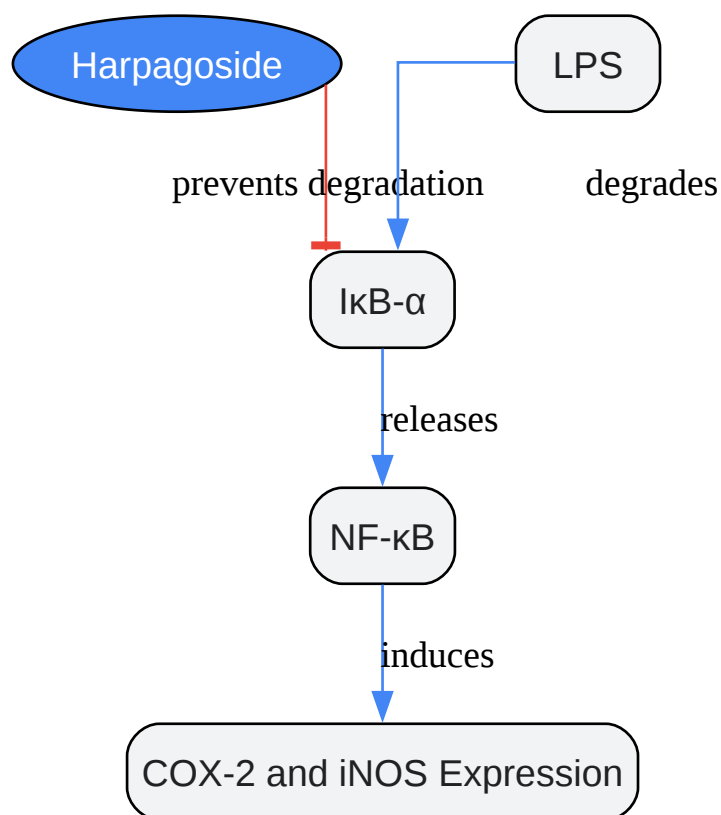 Harpagoside
LPS
prevents degradation
degrades
IκB-α
releases
NF-κB
induces
COX-2 and iNOS Expression